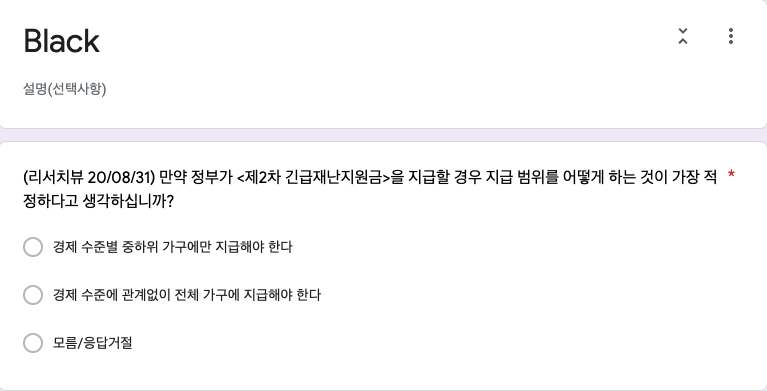 Black
설명(선택사항)
(리서치뷰 20/08/31) 만약 정부가 <제2차 긴급재난지원금>을 지급할 경우 지급 범위를 어떻게 하는 것이 가장 적 *
정하다고 생각하십니까?
경제 수준별 중하위 가구에만 지급해야 한다
경제 수준에 관계없이 전체 가구에 지급해야 한다
모름/응답거절